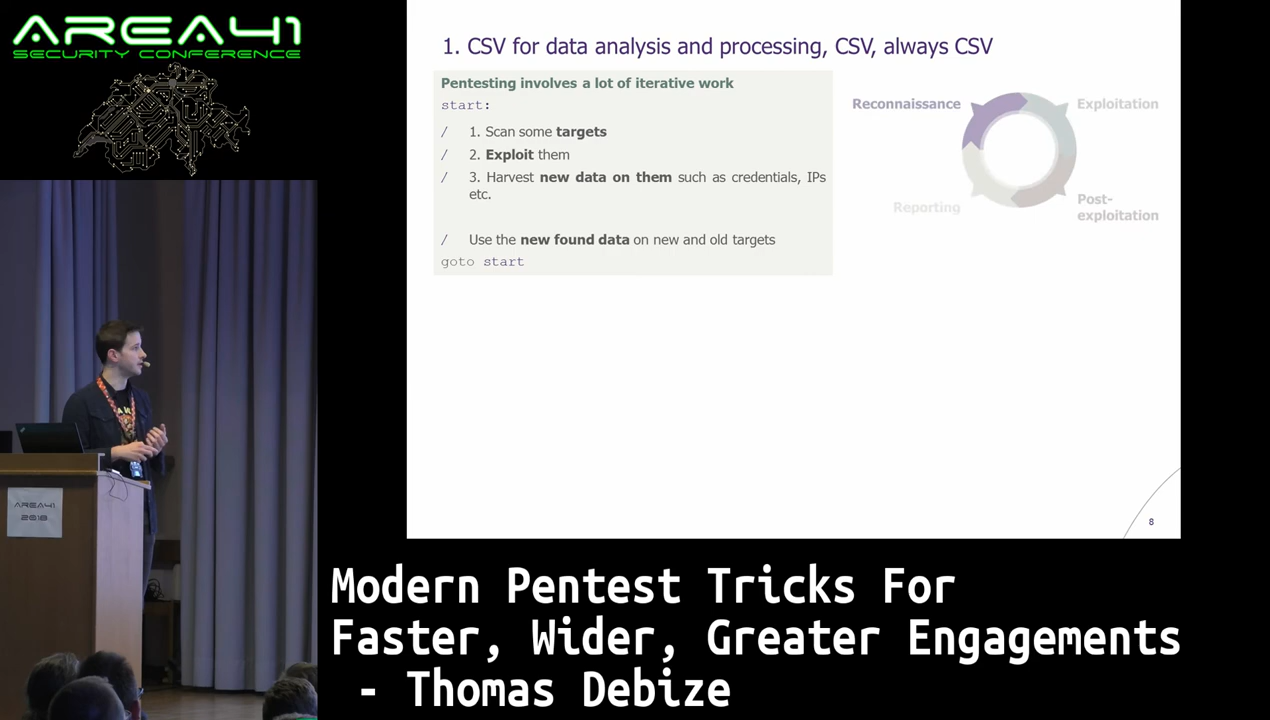 AREA41
SECURITY CONFERENCE
1. CSV for data analysis and processing, CSV, always CSV
Pentesting involves a lot of iterative work
start:
/ 1. Scan some targets
/ 2. Exploit them
/ 3. Harvest new data on them such as credentials, IPs
etc.
/ Use the new found data on new and old targets
goto start
Reconnaissance
Exploitation
Reporting
Post-
exploitation
8
AREA41
2018
Modern Pentest Tricks For
Faster, Wider, Greater Engagements
- Thomas Debize